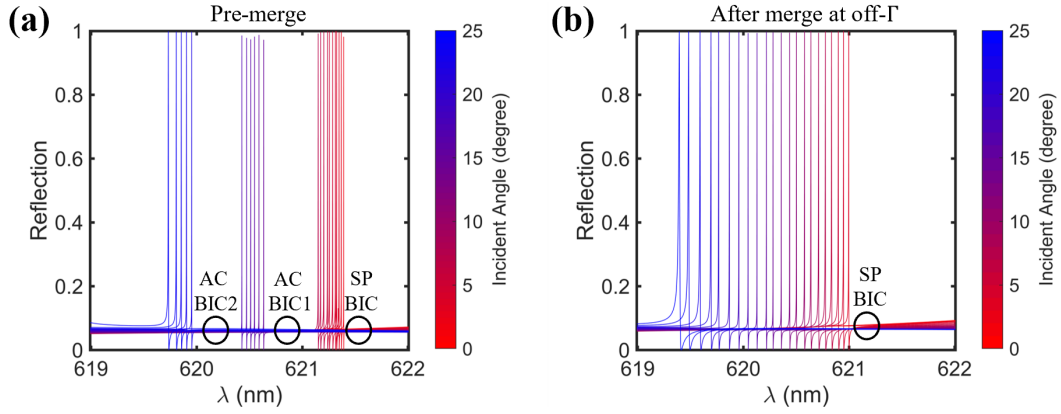 (a)
Pre-merge
1
0.8
0.6
0.4
0.2
0
Reflection
AC
BIC2
AC
BIC1
SP
BIC
619
620
621
622
λ (nm)
25
20
15
10
5
0
Incident Angle (degree)
(b)
After merge at off-Γ
1
0.8
0.6
0.4
0.2
0
Reflection
SP
BIC
619
620
621
622
λ (nm)
25
20
15
10
5
0
Incident Angle (degree)